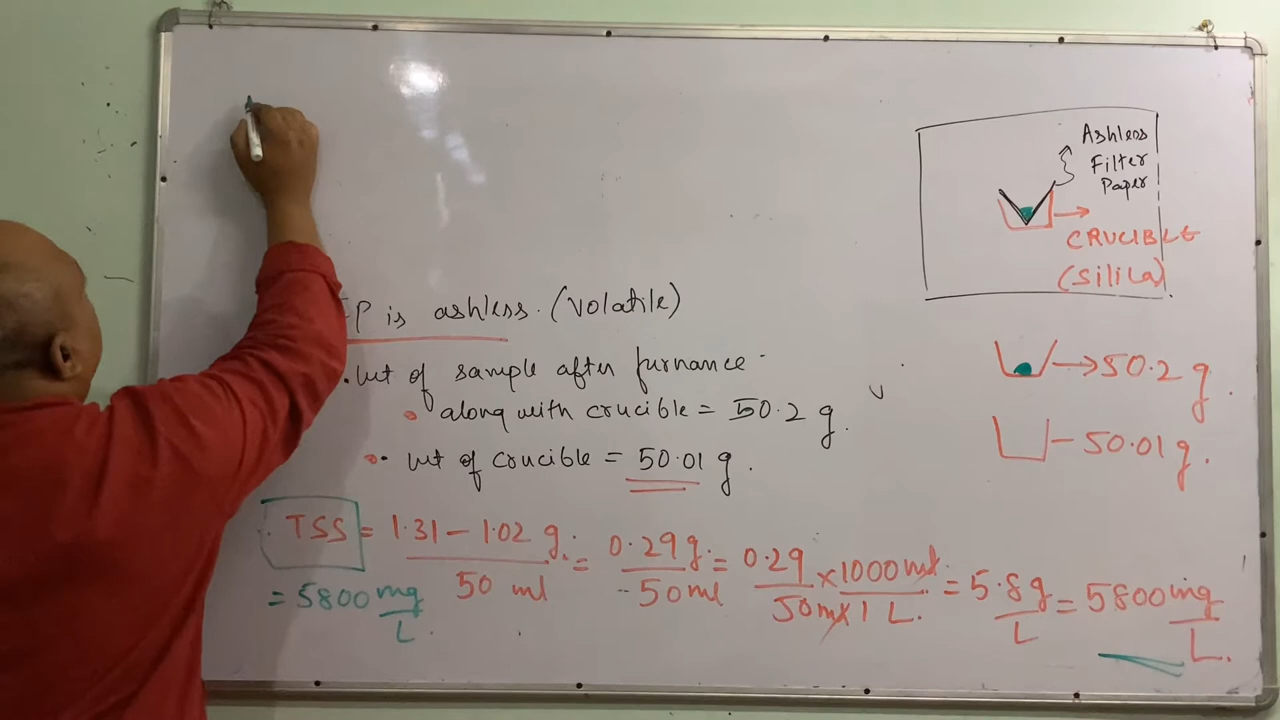 Ashless
Filter
Paper
CRUCIBLE
(Silica)
FP is ashless. (Volatile)
wt of sample after furnance
along with crucible = 50.2 g.
wt of crucible = 50.01 g.
→50.2 g
50.01 g.
TSS = 1.31 – 1.02 g. / 50 ml = 0.29 g. / 50 ml = 0.29 / 50 ml × 1000 ml / 1 L. = 5.8 g / L = 5800 mg / L.
= 5800 mg / L.